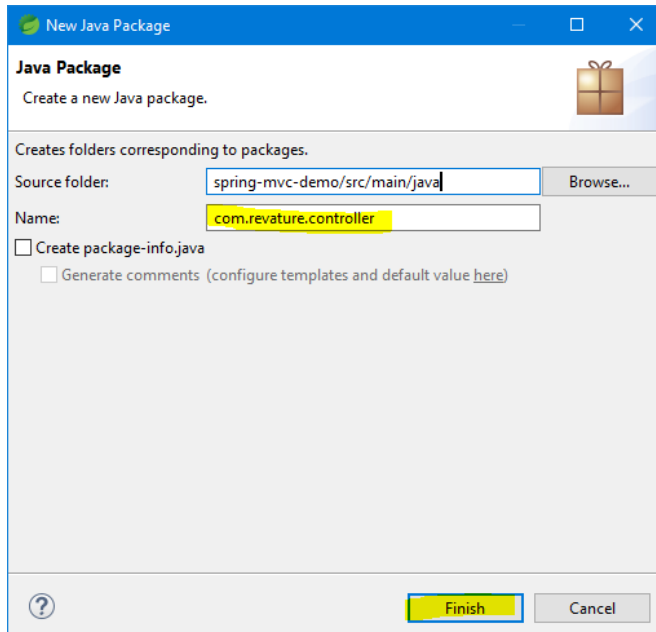 New Java Package
Java Package
Create a new Java package.
Creates folders corresponding to packages.
Source folder: spring-mvc-demo/src/main/java Browse...
Name: com.revature.controller
Create package-info.java
Generate comments (configure templates and default value here)
? Finish Cancel